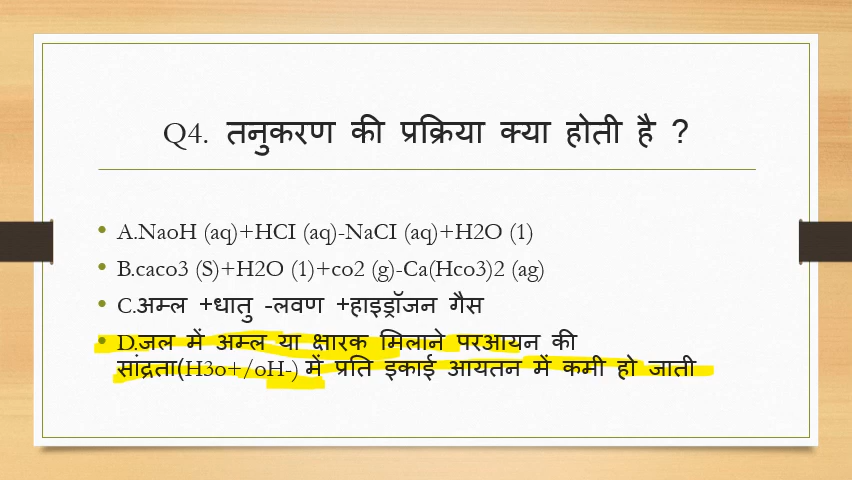 Q4. तनुकरण की प्रक्रिया क्या होती है ?
• A.NaoH (aq)+HCI (aq)-NaCI (aq)+H2O (1)
• B.caco3 (S)+H2O (1)+co2 (g)-Ca(Hco3)2 (ag)
• C.अम्ल +धातु -लवण +हाइड्रॉजन गैस
• D.जल में अम्ल या क्षारक मिलाने परआयन की
सांद्रता(H3o+/oH-) में प्रति इकाई आयतन में कमी हो जाती